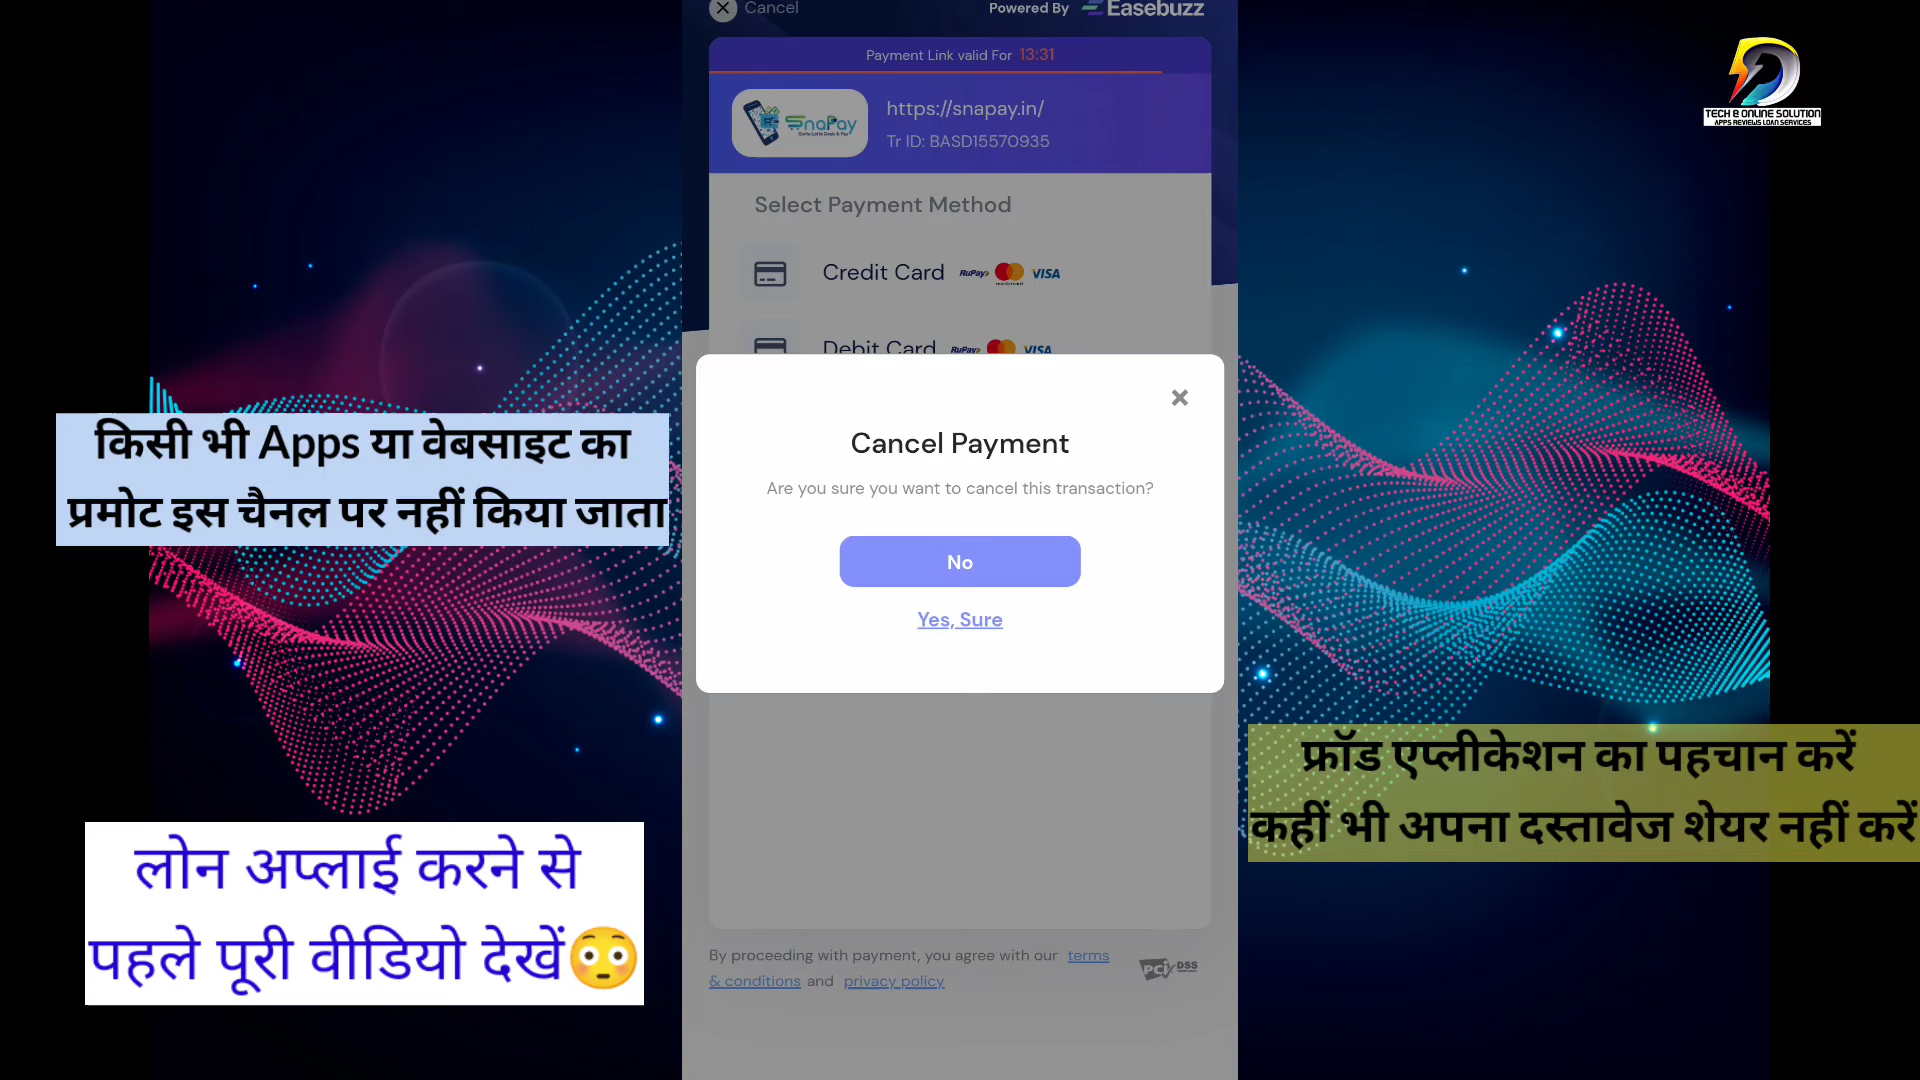 Cancel
Powered By Easebuzz
Payment Link valid For 13:31
SnaPay
https://snapay.in/
Tr ID: BASD15570935
Select Payment Method
Credit Card RuPay mastercard VISA
Debit Card RuPay VISA
Cancel Payment
Are you sure you want to cancel this transaction?
No
Yes, Sure
By proceeding with payment, you agree with our terms
& conditions and privacy policy
PCI DSS
किसी भी Apps या वेबसाइट का
प्रमोट इस चैनल पर नहीं किया जाता
लोन अप्लाई करने से
पहले पूरी वीडियो देखें😳
TECH & ONLINE SOLUTION
APPS REVIEWS LOAN SERVICES
फ्रॉड एप्लीकेशन का पहचान करें
कहीं भी अपना दस्तावेज शेयर नहीं करें